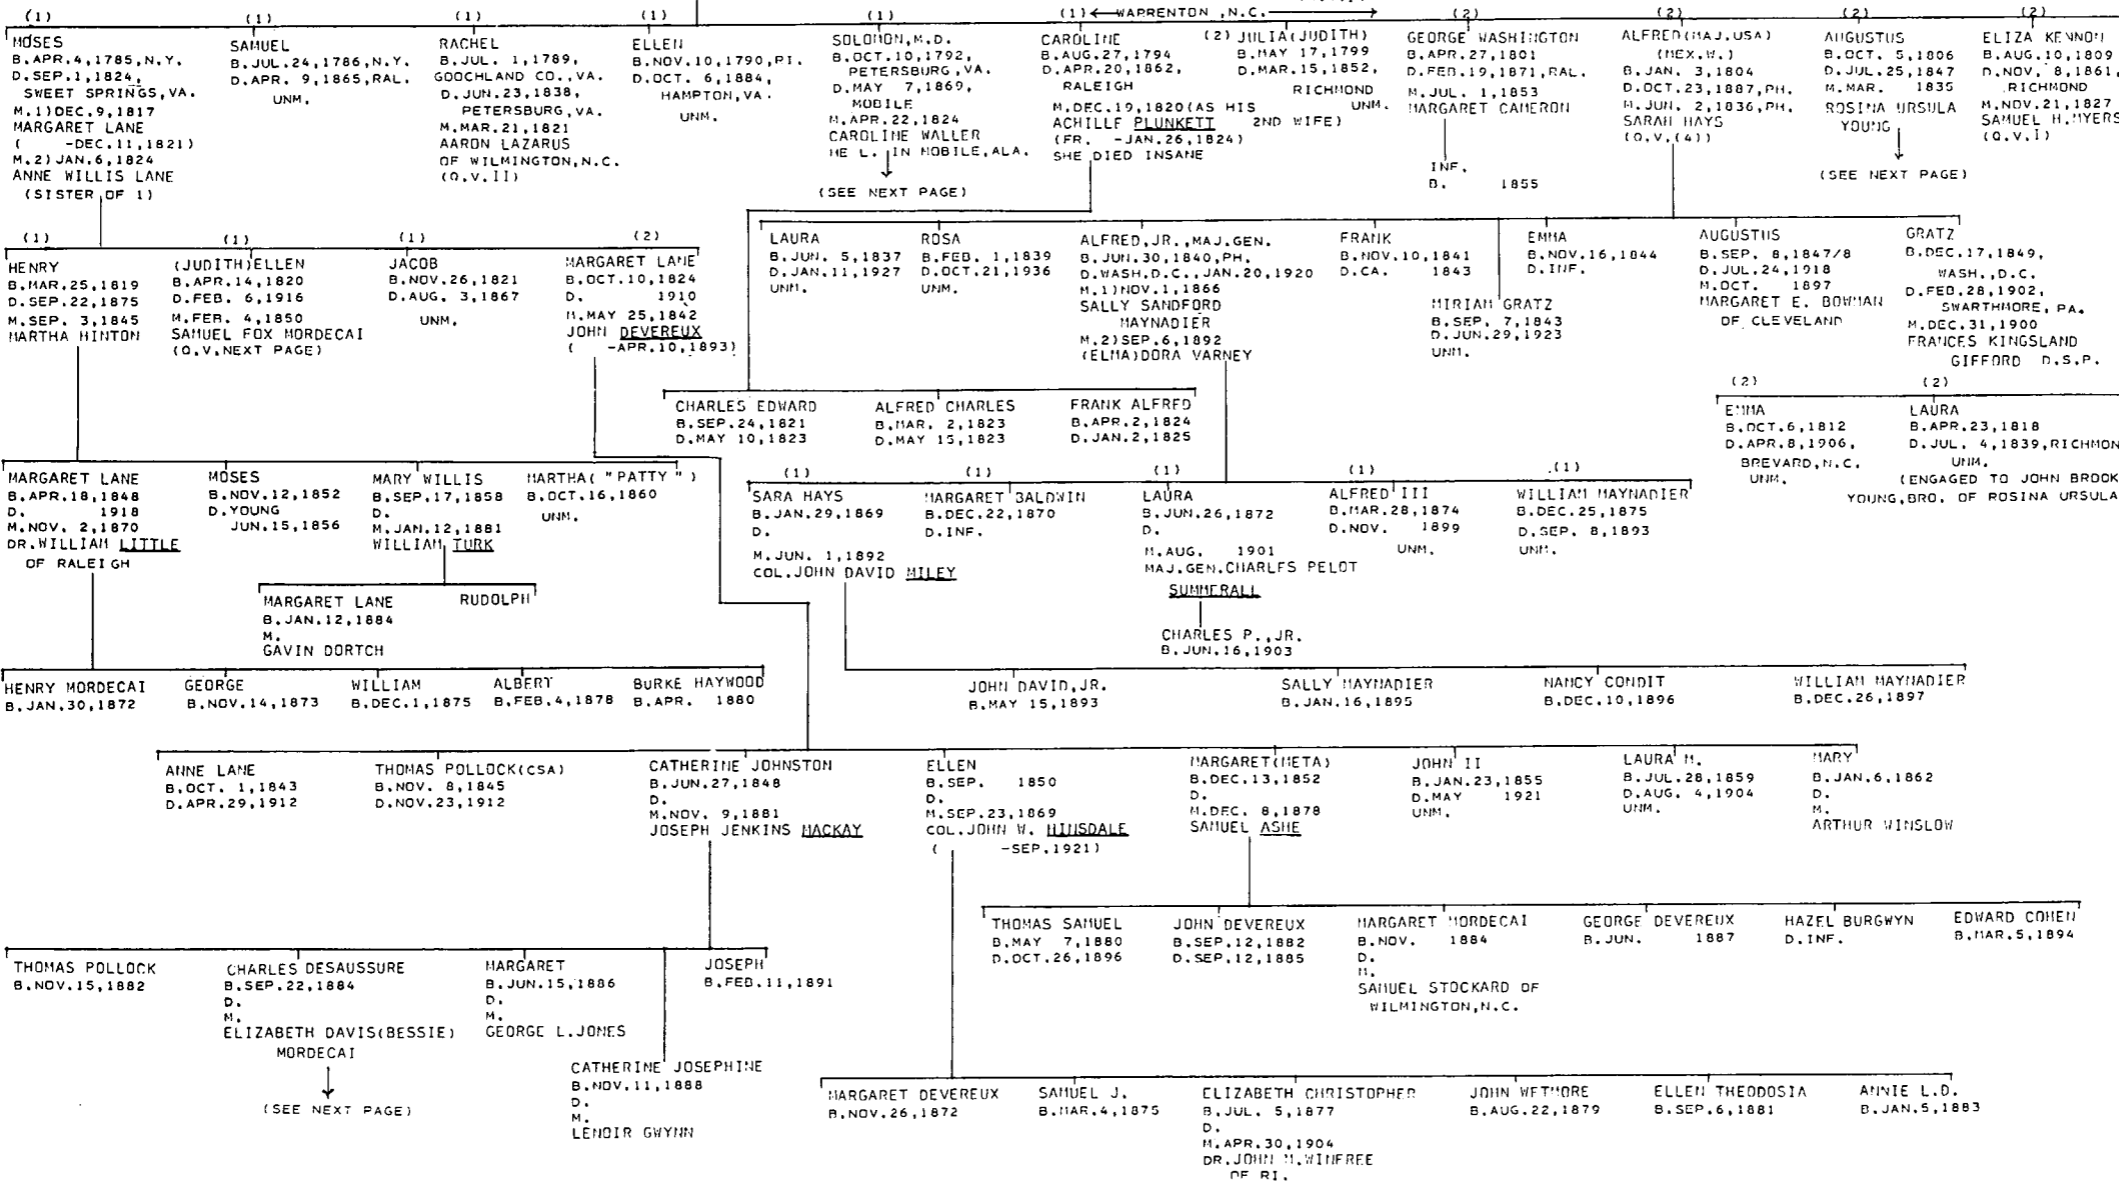 (1) (1) (1) (1) (1) (1) ← WARRENTON, N.C. → (2) (2) (2) (2)
MOSES
B.APR.4,1785,N.Y.
D.SEP.1,1824,
SWEET SPRINGS,VA.
M.1)DEC.9,1817
MARGARET LANE
( -DEC.11,1821)
M.2)JAN.6,1824
ANNE WILLIS LANE
(SISTER OF 1)
SAMUEL
B.JUL.24,1786,N.Y.
D.APR. 9,1865,RAL.
UNM.
RACHEL
B.JUL. 1,1789,
GOOCHLAND CO.,VA.
D.JUN.23,1838,
PETERSBURG,VA.
M.MAR.21,1821
AARON LAZARUS
OF WILMINGTON,N.C.
(Q.V.II)
ELLEN
B.NOV.10,1790,PI.
D.OCT. 6,1884,
HAMPTON,VA.
UNM.
SOLOMON,M.D.
B.OCT.10,1792,
PETERSBURG,VA.
D.MAY 7,1869,
MOBILE
M.APR.22,1824
CAROLINE WALLER
HE L. IN MOBILE,ALA.
(SEE NEXT PAGE)
CAROLINE
B.AUG.27,1794
D.APR.20,1862,
RALEIGH
M.DEC.19,1820(AS HIS
ACHILLE PLUNKETT 2ND WIFE)
(FR. -JAN.26,1824)
SHE DIED INSANE
(2) JULIA(JUDITH)
B.MAY 17,1799
D.MAR.15,1852,
RICHMOND
UNM.
GEORGE WASHINGTON
B.APR.27,1801
D.FEB.19,1871,RAL.
M.JUL. 1,1853
MARGARET CAMERON
INF.
B. 1855
ALFRED(MAJ.USA)
(MEX.W.)
B.JAN. 3,1804
D.OCT.23,1887,PH.
M.JUN. 2,1836,PH.
SARAH HAYS
(Q.V.(4))
AUGUSTUS
B.OCT. 5,1806
D.JUL.25,1847
M.MAR. 1835
ROSINA URSULA
YOUNG
(SEE NEXT PAGE)
ELIZA KENNON
B.AUG.10,1809
D.NOV. 8,1861,
RICHMOND
M.NOV.21,1827
SAMUEL H.MYERS
(Q.V.I)
(1) (1) (1) (2)
HENRY
B.MAR.25,1819
D.SEP.22,1875
M.SEP. 3,1845
MARTHA HINTON
(JUDITH)ELLEN
B.APR.14,1820
D.FEB. 6,1916
M.FEB. 4,1850
SAMUEL FOX MORDECAI
(Q.V.NEXT PAGE)
JACOB
B.NOV.26,1821
D.AUG. 3,1867
UNM.
MARGARET LANE
B.OCT.10,1824
D. 1910
M.MAY 25,1842
JOHN DEVEREUX
( -APR.10,1893)
LAURA
B.JUN. 5,1837
D.JAN.11,1927
UNM.
ROSA
B.FEB. 1,1839
D.OCT.21,1936
UNM.
ALFRED,JR.,MAJ.GEN.
B.JUN.30,1840,PH.
D.WASH,D.C.,JAN.20,1920
M.1)NOV.1,1866
SALLY SANDFORD
MAYNADIER
M.2)SEP.6,1892
(ELMA)DORA VARNEY
FRANK
B.NOV.10,1841
D.CA. 1843
MIRIAM GRATZ
B.SEP. 7,1843
D.JUN.29,1923
UNM.
EMMA
B.NOV.16,1844
D.INF.
AUGUSTUS
B.SEP. 8,1847/8
D.JUL.24,1918
M.OCT. 1897
MARGARET E. BOWMAN
OF CLEVELAND
GRATZ
B.DEC.17,1849,
WASH.,D.C.
D.FEB.28,1902,
SWARTHMORE, PA.
M.DEC.31,1900
FRANCES KINGSLAND
GIFFORD D.S.P.
CHARLES EDWARD
B.SEP.24,1821
D.MAY 10,1823
ALFRED CHARLES
B.MAR. 2,1823
D.MAY 15,1823
FRANK ALFRED
B.APR.2,1824
D.JAN.2,1825
(2) (2)
EMMA
B.OCT.6,1812
D.APR.8,1906,
BREVARD,N.C.
UNM.
LAURA
B.APR.23,1818
D.JUL. 4,1839,RICHMON
UNM.
(ENGAGED TO JOHN BROOK
YOUNG,BRO. OF ROSINA URSULA
MARGARET LANE
B.APR.18,1848
D. 1918
M.NOV. 2,1870
DR.WILLIAM LITTLE
OF RALEIGH
MOSES
B.NOV.12,1852
D.YOUNG
JUN.15,1856
MARY WILLIS
B.SEP.17,1858
D.
M.JAN.12,1881
WILLIAM TURK
MARTHA("PATTY")
B.OCT.16,1860
UNM.
(1) (1) (1) (1) (1)
SARA HAYS
B.JAN.29,1869
D.
M.JUN. 1,1892
COL.JOHN DAVID MILEY
MARGARET BALDWIN
B.DEC.22,1870
D.INF.
LAURA
B.JUN.26,1872
D.
M.AUG. 1901
MAJ.GEN.CHARLES PELOT
SUMMERALL
CHARLES P.,JR.
B.JUN.16,1903
ALFRED III
B.MAR.28,1874
D.NOV. 1899
UNM.
WILLIAM MAYNADIER
B.DEC.25,1875
D.SEP. 8,1893
UNM.
MARGARET LANE
B.JAN.12,1884
M.
GAVIN DORTCH
RUDOLPH
HENRY MORDECAI
B.JAN.30,1872
GEORGE
B.NOV.14,1873
WILLIAM
B.DEC.1,1875
ALBERT
B.FEB.4,1878
BURKE HAYWOOD
B.APR. 1880
JOHN DAVID,JR.
B.MAY 15,1893
SALLY MAYNADIER
B.JAN.16,1895
NANCY CONDIT
B.DEC.10,1896
WILLIAM MAYNADIER
B.DEC.26,1897
ANNE LANE
B.OCT. 1,1843
D.APR.29,1912
THOMAS POLLOCK(CSA)
B.NOV. 8,1845
D.NOV.23,1912
CATHERINE JOHNSTON
B.JUN.27,1848
D.
M.NOV. 9,1881
JOSEPH JENKINS MACKAY
ELLEN
B.SEP. 1850
D.
M.SEP.23,1869
COL.JOHN W. HINSDALE
( -SEP.1921)
MARGARET(META)
B.DEC.13,1852
D.
M.DEC. 8,1878
SAMUEL ASHE
JOHN II
B.JAN.23,1855
D.MAY 1921
UNM.
LAURA M.
B.JUL.28,1859
D.AUG. 4,1904
UNM.
MARY
B.JAN.6,1862
D.
M.
ARTHUR WINSLOW
THOMAS SAMUEL
B.MAY 7,1880
D.OCT.26,1896
JOHN DEVEREUX
B.SEP.12,1882
D.SEP.12,1885
MARGARET MORDECAI
B.NOV. 1884
D.
M.
SAMUEL STOCKARD OF
WILMINGTON,N.C.
GEORGE DEVEREUX
B.JUN. 1887
HAZEL BURGWYN
D.INF.
EDWARD COHEN
B.MAR.5,1894
THOMAS POLLOCK
B.NOV.15,1882
CHARLES DESAUSSURE
B.SEP.22,1884
D.
M.
ELIZABETH DAVIS(BESSIE)
MORDECAI
(SEE NEXT PAGE)
MARGARET
B.JUN.15,1886
D.
M.
GEORGE L.JONES
CATHERINE JOSEPHINE
B.NOV.11,1888
D.
M.
LENOIR GWYNN
JOSEPH
B.FEB.11,1891
MARGARET DEVEREUX
B.NOV.26,1872
SAMUEL J.
B.MAR.4,1875
ELIZABETH CHRISTOPHER
B.JUL. 5,1877
D.
M.APR.30,1904
DR.JOHN M.WINFREE
OF RI.
JOHN WETMORE
B.AUG.22,1879
ELLEN THEODOSIA
B.SEP.6,1881
ANNIE L.D.
B.JAN.5,1883